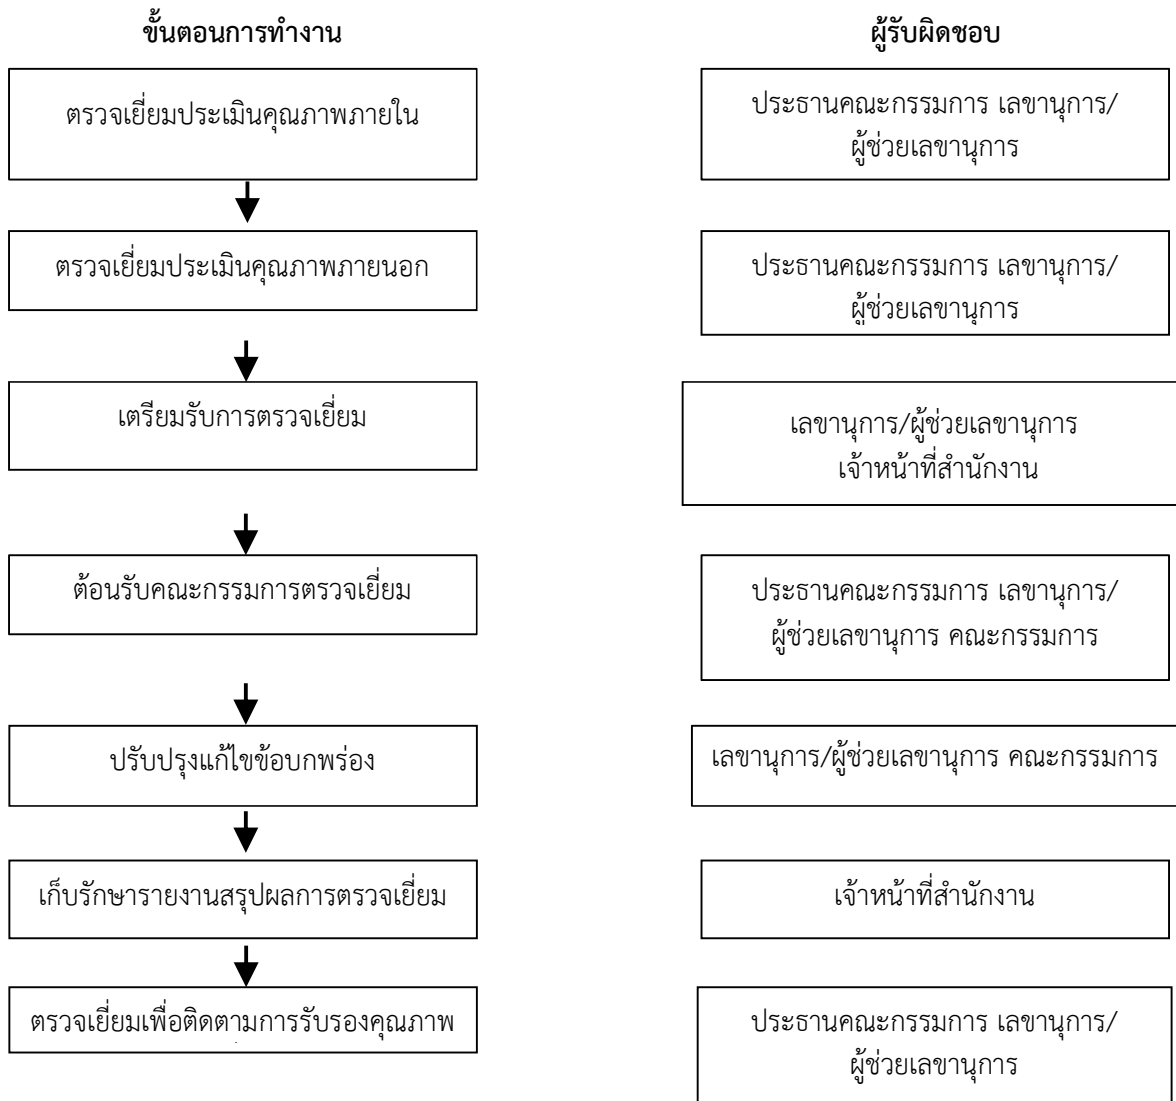 ขั้นตอนการทำงาน
ผู้รับผิดชอบ
ตรวจเยี่ยมประเมินคุณภาพภายใน
ประธานคณะกรรมการ เลขานุการ/
ผู้ช่วยเลขานุการ
ตรวจเยี่ยมประเมินคุณภาพภายนอก
ประธานคณะกรรมการ เลขานุการ/
ผู้ช่วยเลขานุการ
เตรียมรับการตรวจเยี่ยม
เลขานุการ/ผู้ช่วยเลขานุการ
เจ้าหน้าที่สำนักงาน
ต้อนรับคณะกรรมการตรวจเยี่ยม
ประธานคณะกรรมการ เลขานุการ/
ผู้ช่วยเลขานุการ คณะกรรมการ
ปรับปรุงแก้ไขข้อบกพร่อง
เลขานุการ/ผู้ช่วยเลขานุการ คณะกรรมการ
เก็บรักษารายงานสรุปผลการตรวจเยี่ยม
เจ้าหน้าที่สำนักงาน
ตรวจเยี่ยมเพื่อติดตามการรับรองคุณภาพ
ประธานคณะกรรมการ เลขานุการ/
ผู้ช่วยเลขานุการ